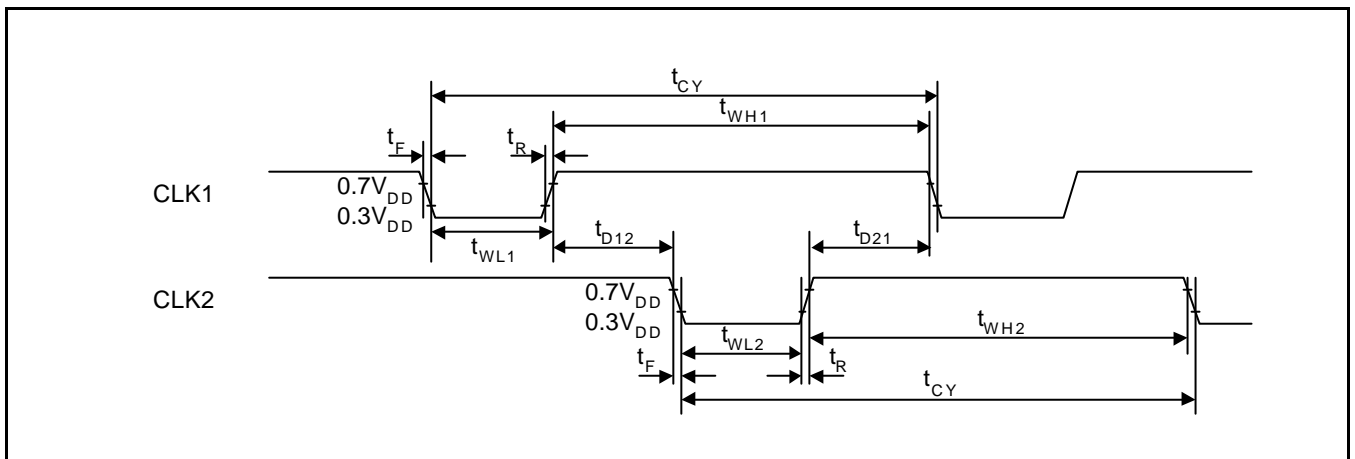 tCY
tWH1
tF
tR
CLK1
0.7VDD
0.3VDD
tWL1
tD12
tD21
CLK2
0.7VDD
0.3VDD
tWL2
tWH2
tF
tR
tCY